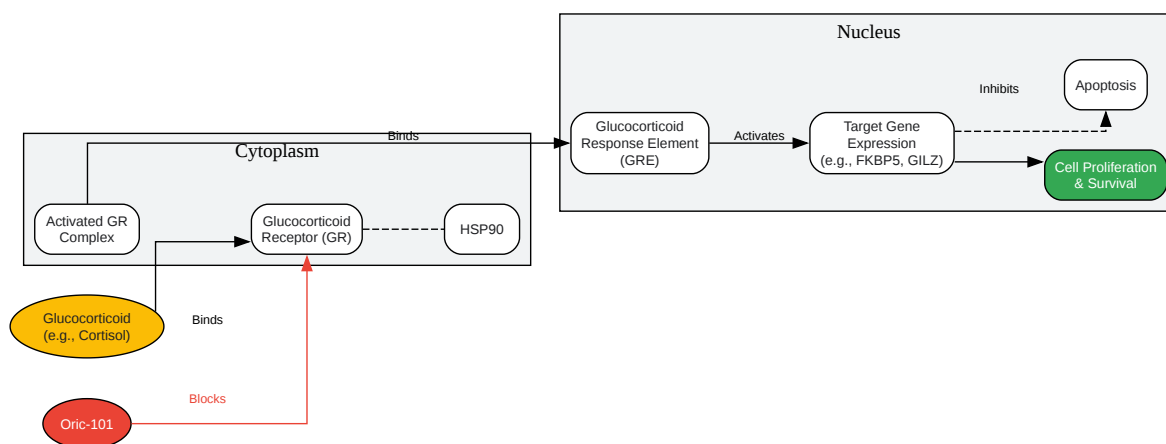 Nucleus
Inhibits
Apoptosis
Binds
Glucocorticoid
Response Element
(GRE)
Activates
Target Gene
Expression
(e.g., FKBP5, GILZ)
Cell Proliferation
& Survival
Cytoplasm
Activated GR
Complex
Glucocorticoid
Receptor (GR)
HSP90
Glucocorticoid
(e.g., Cortisol)
Binds
Blocks
Oric-101